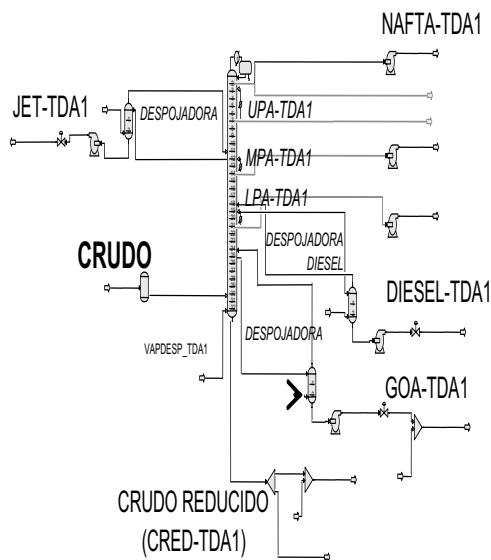 NAFTA-TDA1
JET-TDA1
DESPOJADORA
UPA-TDA1
MPA-TDA1
LPA-TDA1
DESPOJADORA
DIESEL
CRUDO
DIESEL-TDA1
VAPDESP_TDA1
DESPOJADORA
GOA-TDA1
CRUDO REDUCIDO
(CRED-TDA1)